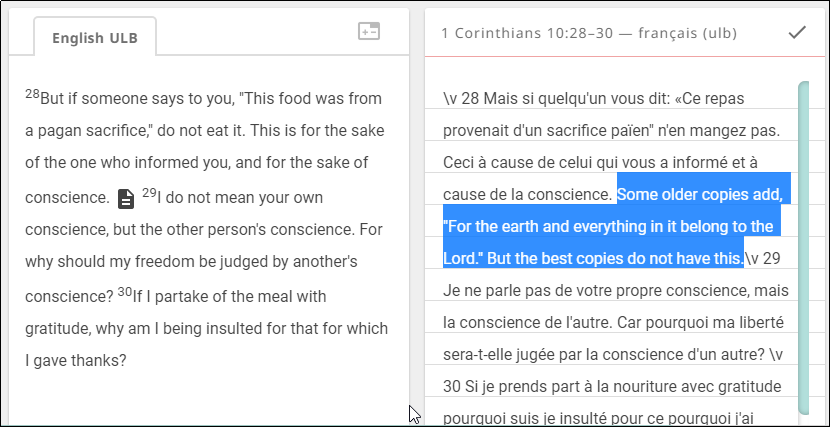 English ULB
28But if someone says to you, "This food was from
a pagan sacrifice," do not eat it. This is for the sake
of the one who informed you, and for the sake of
conscience. 29I do not mean your own
conscience, but the other person's conscience. For
why should my freedom be judged by another's
conscience? 30If I partake of the meal with
gratitude, why am I being insulted for that for which
I gave thanks?
1 Corinthians 10:28–30 — français (ulb)
\v 28 Mais si quelqu'un vous dit: «Ce repas
provenait d'un sacrifice païen" n'en mangez pas.
Ceci à cause de celui qui vous a informé et à
cause de la conscience. Some older copies add,
"For the earth and everything in it belong to the
Lord." But the best copies do not have this.\v 29
Je ne parle pas de votre propre conscience, mais
la conscience de l'autre. Car pourquoi ma liberté
sera-t-elle jugée par la conscience d'un autre? \v
30 Si je prends part à la nouriture avec gratitude
pourquoi suis je insulté pour ce pourquoi j'ai